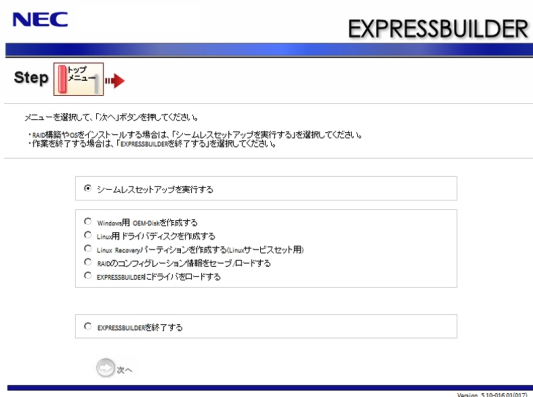 NEC
EXPRESSBUILDER
Step トップ
メニュー
メニューを選択して、「次へ」ボタンを押してください。
・RAID構築やOSをインストールする場合は、「シームレスセットアップを実行する」を選択してください。
・作業を終了する場合は、「EXPRESSBUILDERを終了する」を選択してください。
シームレスセットアップを実行する
Windows用 OEM-Diskを作成する
Linux用 ドライバディスクを作成する
Linux Recoveryパーティションを作成する(Linuxサービスセット用)
RAIDのコンフィグレーション情報をセーブ/ロードする
EXPRESSBUILDERにドライバをロードする
EXPRESSBUILDERを終了する
次へ
Version 5.10-016.01(017)